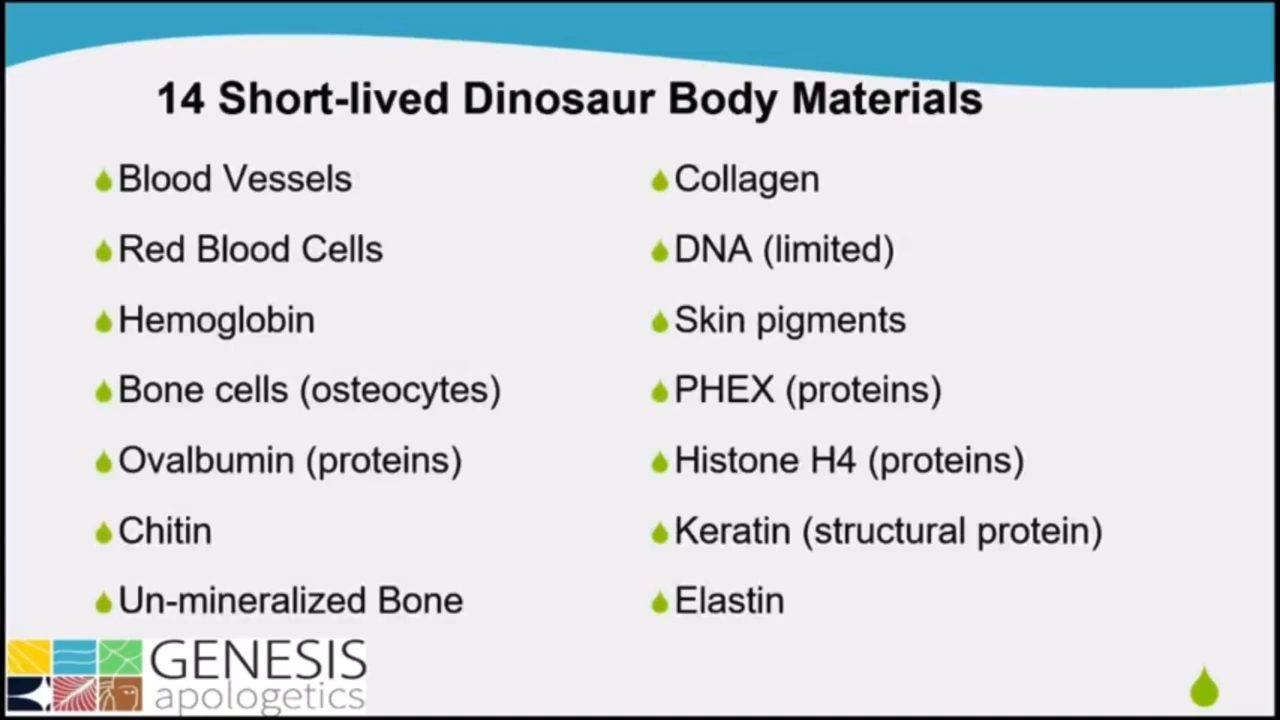 14 Short-lived Dinosaur Body Materials
Blood Vessels
Red Blood Cells
Hemoglobin
Bone cells (osteocytes)
Ovalbumin (proteins)
Chitin
Un-mineralized Bone
Collagen
DNA (limited)
Skin pigments
PHEX (proteins)
Histone H4 (proteins)
Keratin (structural protein)
Elastin
GENESIS
apologetics